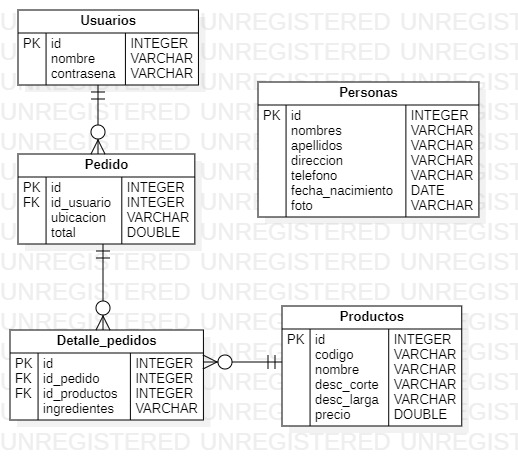 Usuarios
PK id INTEGER
nombre VARCHAR
contrasena VARCHAR
Personas
PK id INTEGER
nombres VARCHAR
apellidos VARCHAR
direccion VARCHAR
telefono VARCHAR
fecha_nacimiento DATE
foto VARCHAR
Pedido
PK id INTEGER
FK id_usuario INTEGER
ubicacion VARCHAR
total DOUBLE
Detalle_pedidos
PK id INTEGER
FK id_pedido INTEGER
FK id_productos INTEGER
ingredientes VARCHAR
Productos
PK id INTEGER
codigo VARCHAR
nombre VARCHAR
desc_corte VARCHAR
desc_larga VARCHAR
precio DOUBLE
UNREGISTERED